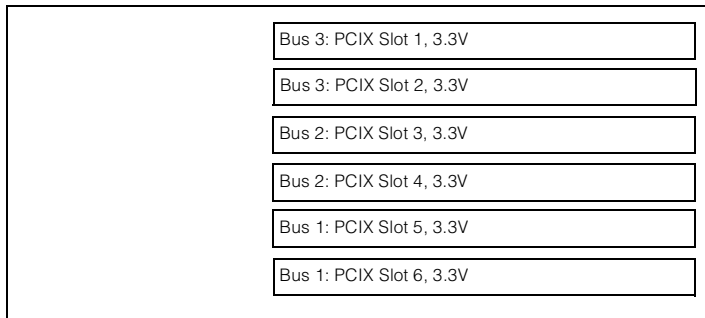 Bus 3: PCIX Slot 1, 3.3V
Bus 3: PCIX Slot 2, 3.3V
Bus 2: PCIX Slot 3, 3.3V
Bus 2: PCIX Slot 4, 3.3V
Bus 1: PCIX Slot 5, 3.3V
Bus 1: PCIX Slot 6, 3.3V